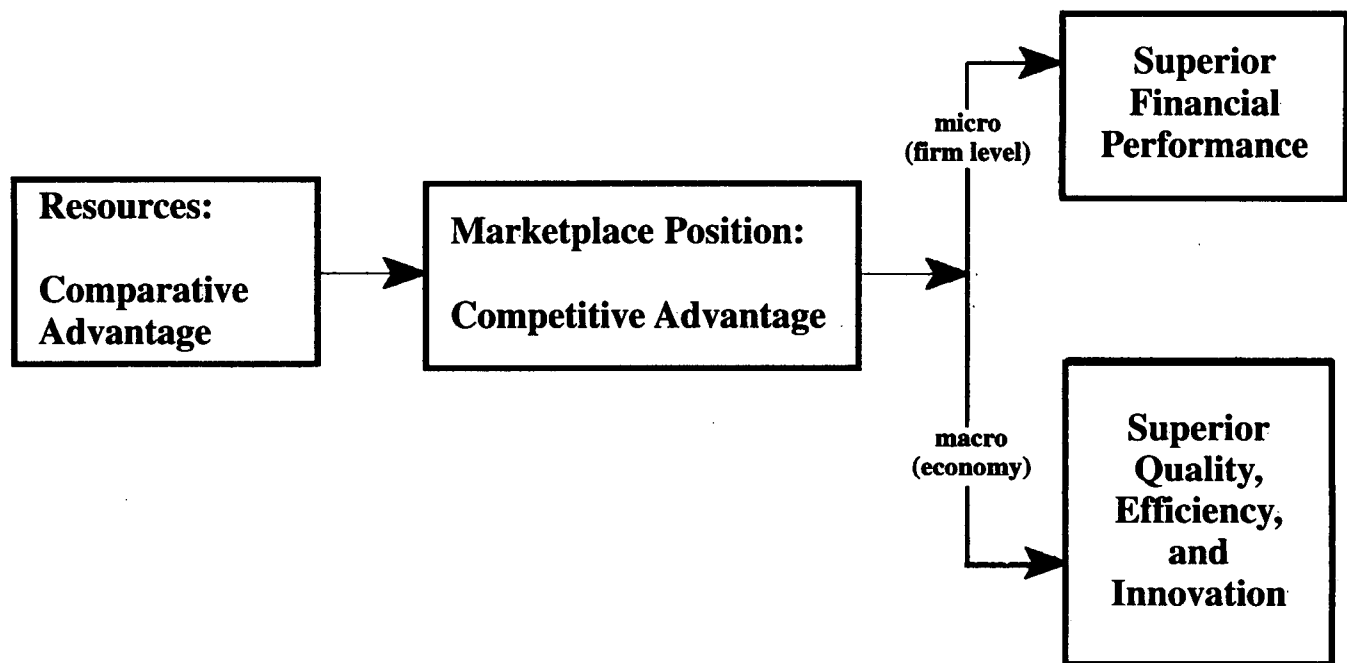 Resources:
Comparative
Advantage
Marketplace Position:
Competitive Advantage
micro
(firm level)
macro
(economy)
Superior
Financial
Performance
Superior
Quality,
Efficiency,
and
Innovation